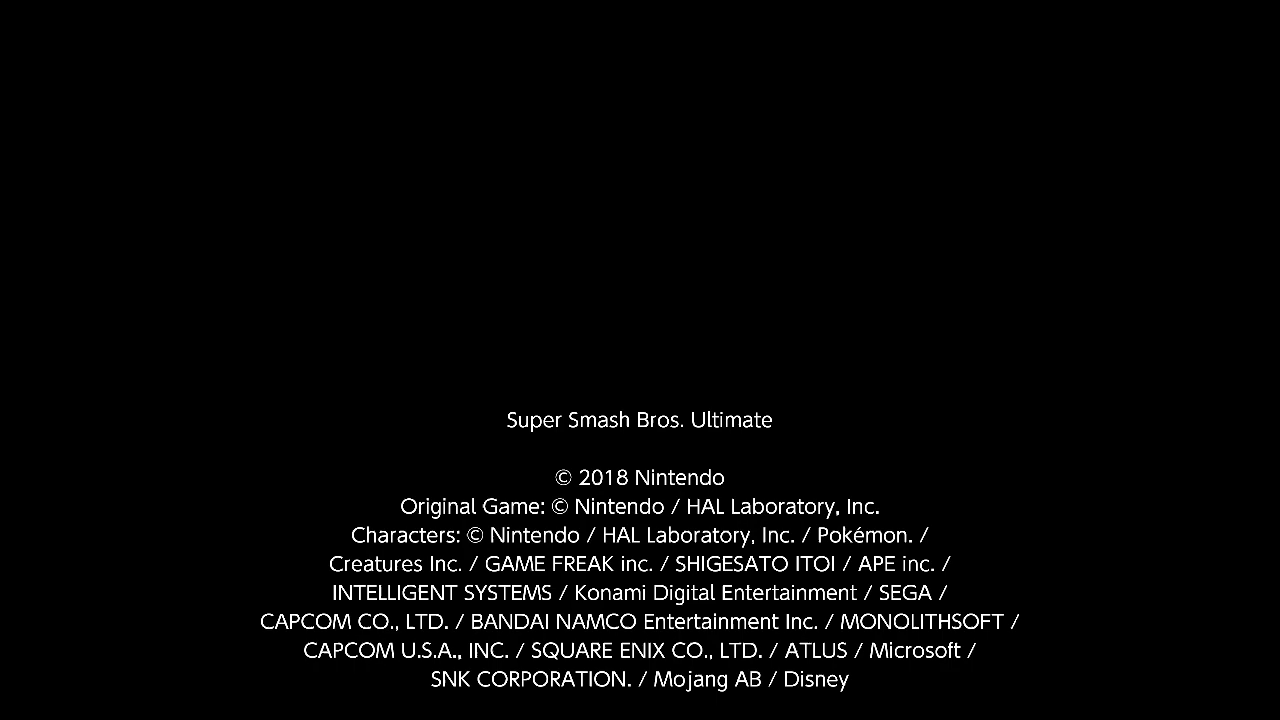 Super Smash Bros. Ultimate
© 2018 Nintendo
Original Game: © Nintendo / HAL Laboratory, Inc.
Characters: © Nintendo / HAL Laboratory, Inc. / Pokémon. /
Creatures Inc. / GAME FREAK inc. / SHIGESATO ITOI / APE inc. /
INTELLIGENT SYSTEMS / Konami Digital Entertainment / SEGA /
CAPCOM CO., LTD. / BANDAI NAMCO Entertainment Inc. / MONOLITHSOFT /
CAPCOM U.S.A., INC. / SQUARE ENIX CO., LTD. / ATLUS / Microsoft /
SNK CORPORATION. / Mojang AB / Disney